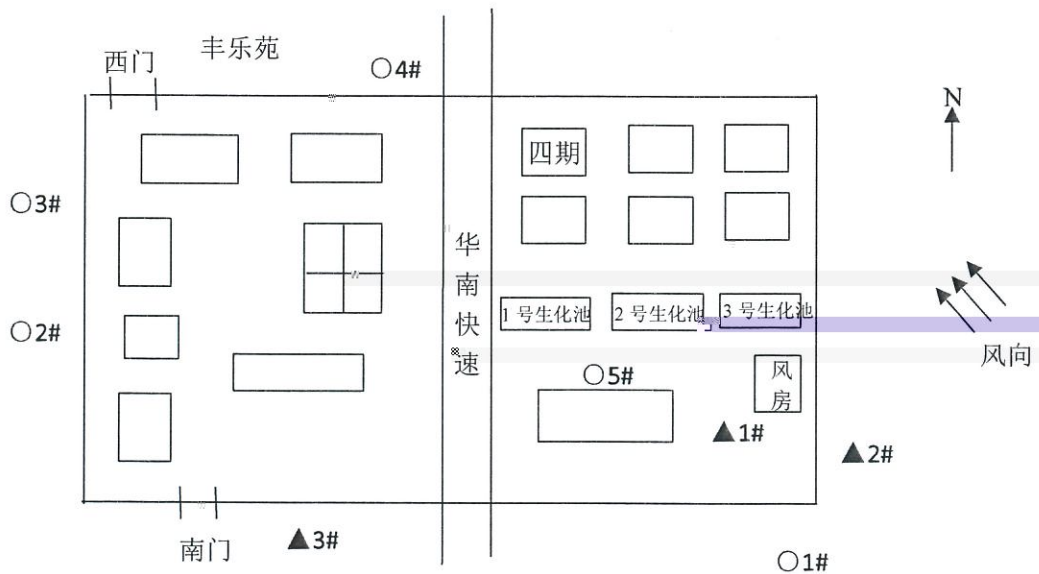 丰乐苑
西门
○4#
N
四期
○3#
华南快速
1号生化池
2号生化池
3号生化池
○2#
风向
○5#
风房
▲1#
▲2#
南门
▲3#
○1#